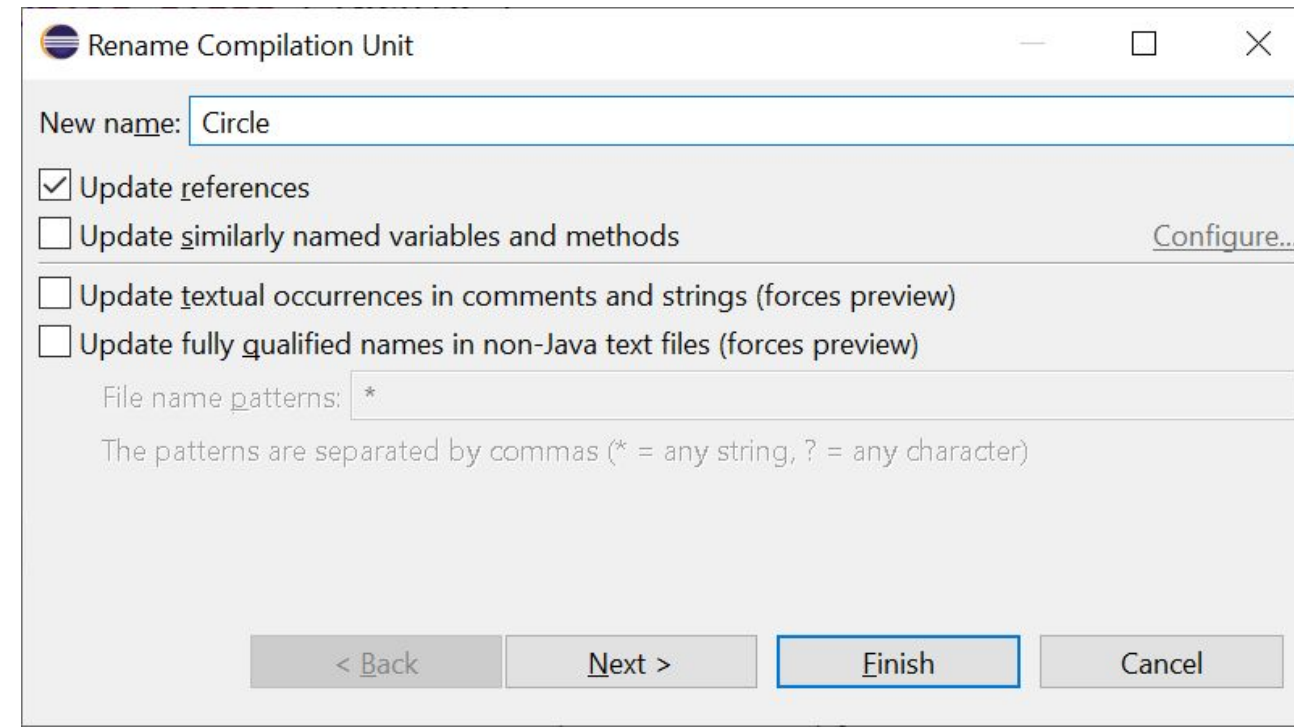 Rename Compilation Unit
New name: Circle
Update references
Update similarly named variables and methods Configure...
Update textual occurrences in comments and strings (forces preview)
Update fully qualified names in non-Java text files (forces preview)
File name patterns: *
The patterns are separated by commas (* = any string, ? = any character)
< Back Next > Finish Cancel